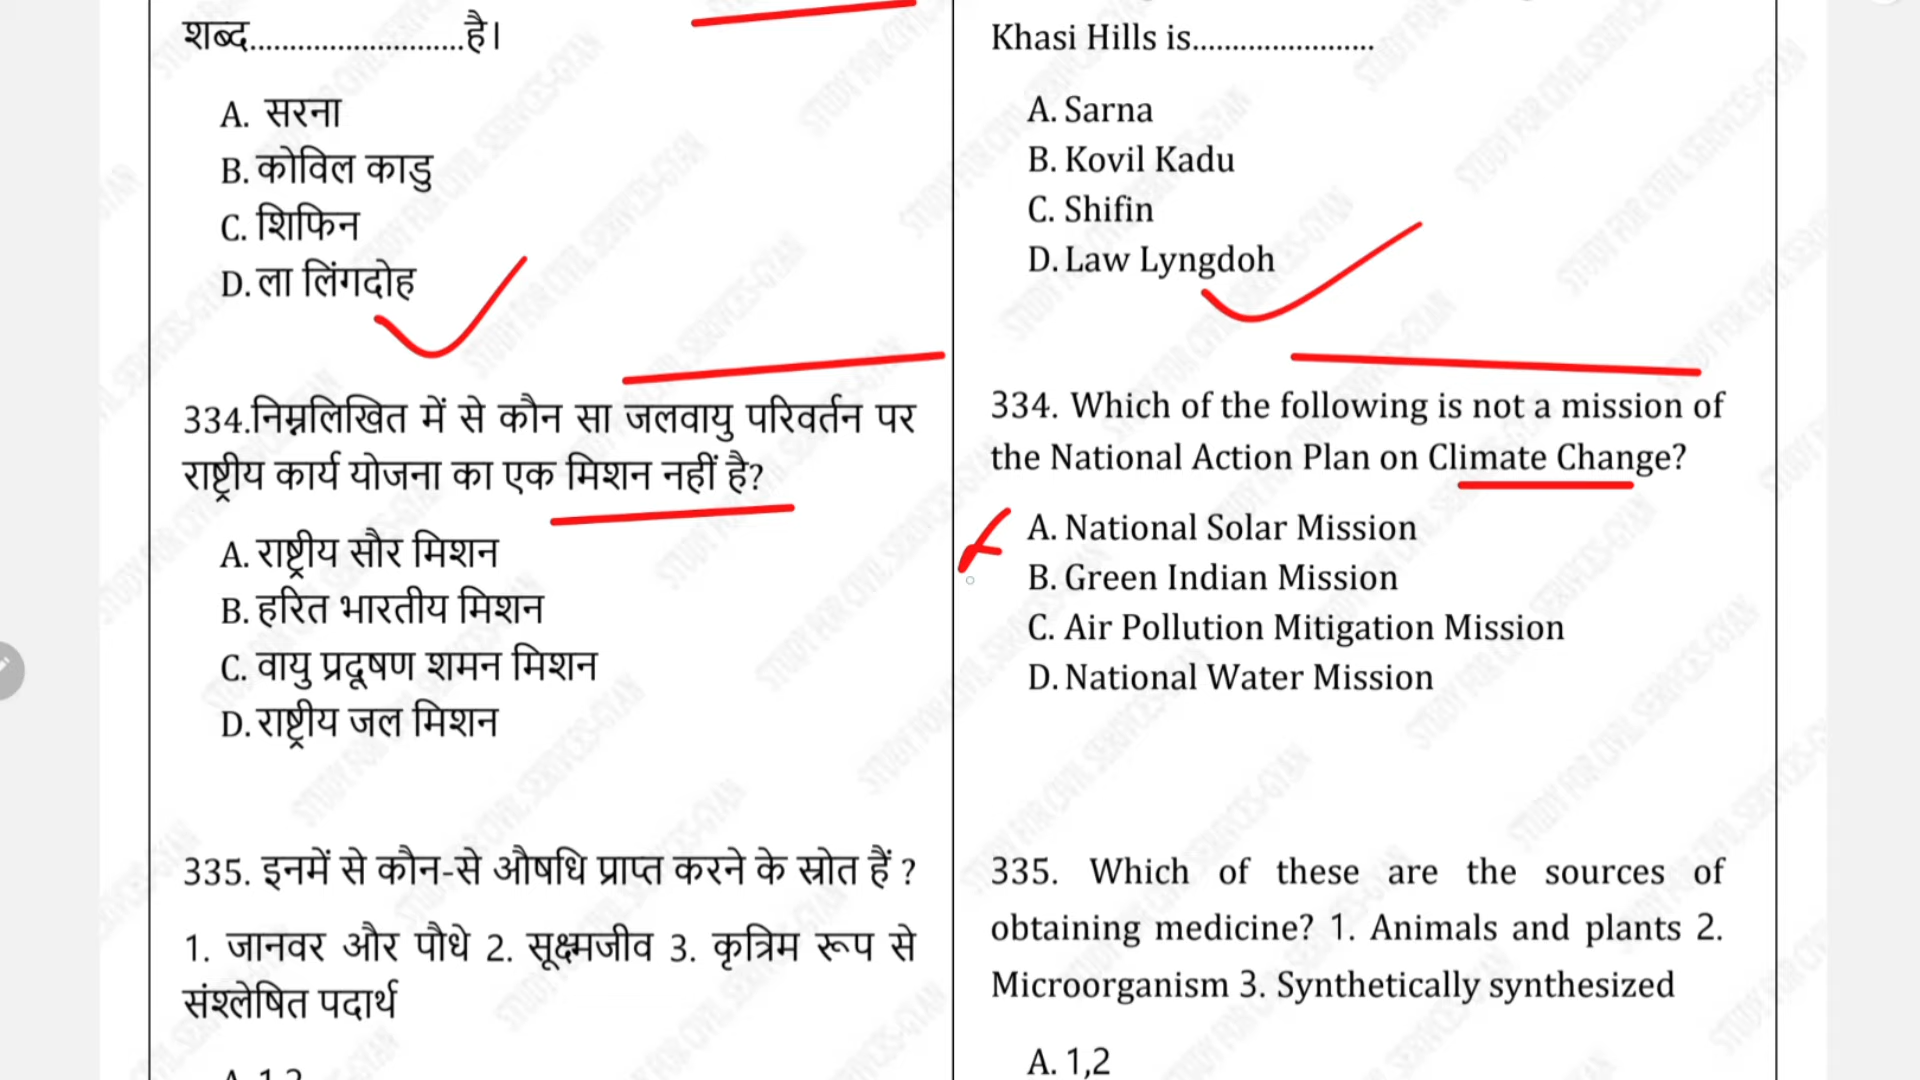 शब्द..........................है।
A. सरना
B. कोविल काडु
C. शिफिन
D. ला लिंगदोह
334.निम्नलिखित में से कौन सा जलवायु परिवर्तन पर
राष्ट्रीय कार्य योजना का एक मिशन नहीं है?
A. राष्ट्रीय सौर मिशन
B. हरित भारतीय मिशन
C. वायु प्रदूषण शमन मिशन
D. राष्ट्रीय जल मिशन
335. इनमें से कौन-से औषधि प्राप्त करने के स्रोत हैं ?
1. जानवर और पौधे 2. सूक्ष्मजीव 3. कृत्रिम रूप से
संश्लेषित पदार्थ
Khasi Hills is.......................
A. Sarna
B. Kovil Kadu
C. Shifin
D. Law Lyngdoh
334. Which of the following is not a mission of
the National Action Plan on Climate Change?
A. National Solar Mission
B. Green Indian Mission
C. Air Pollution Mitigation Mission
D. National Water Mission
335. Which of these are the sources of
obtaining medicine? 1. Animals and plants 2.
Microorganism 3. Synthetically synthesized
A. 1,2